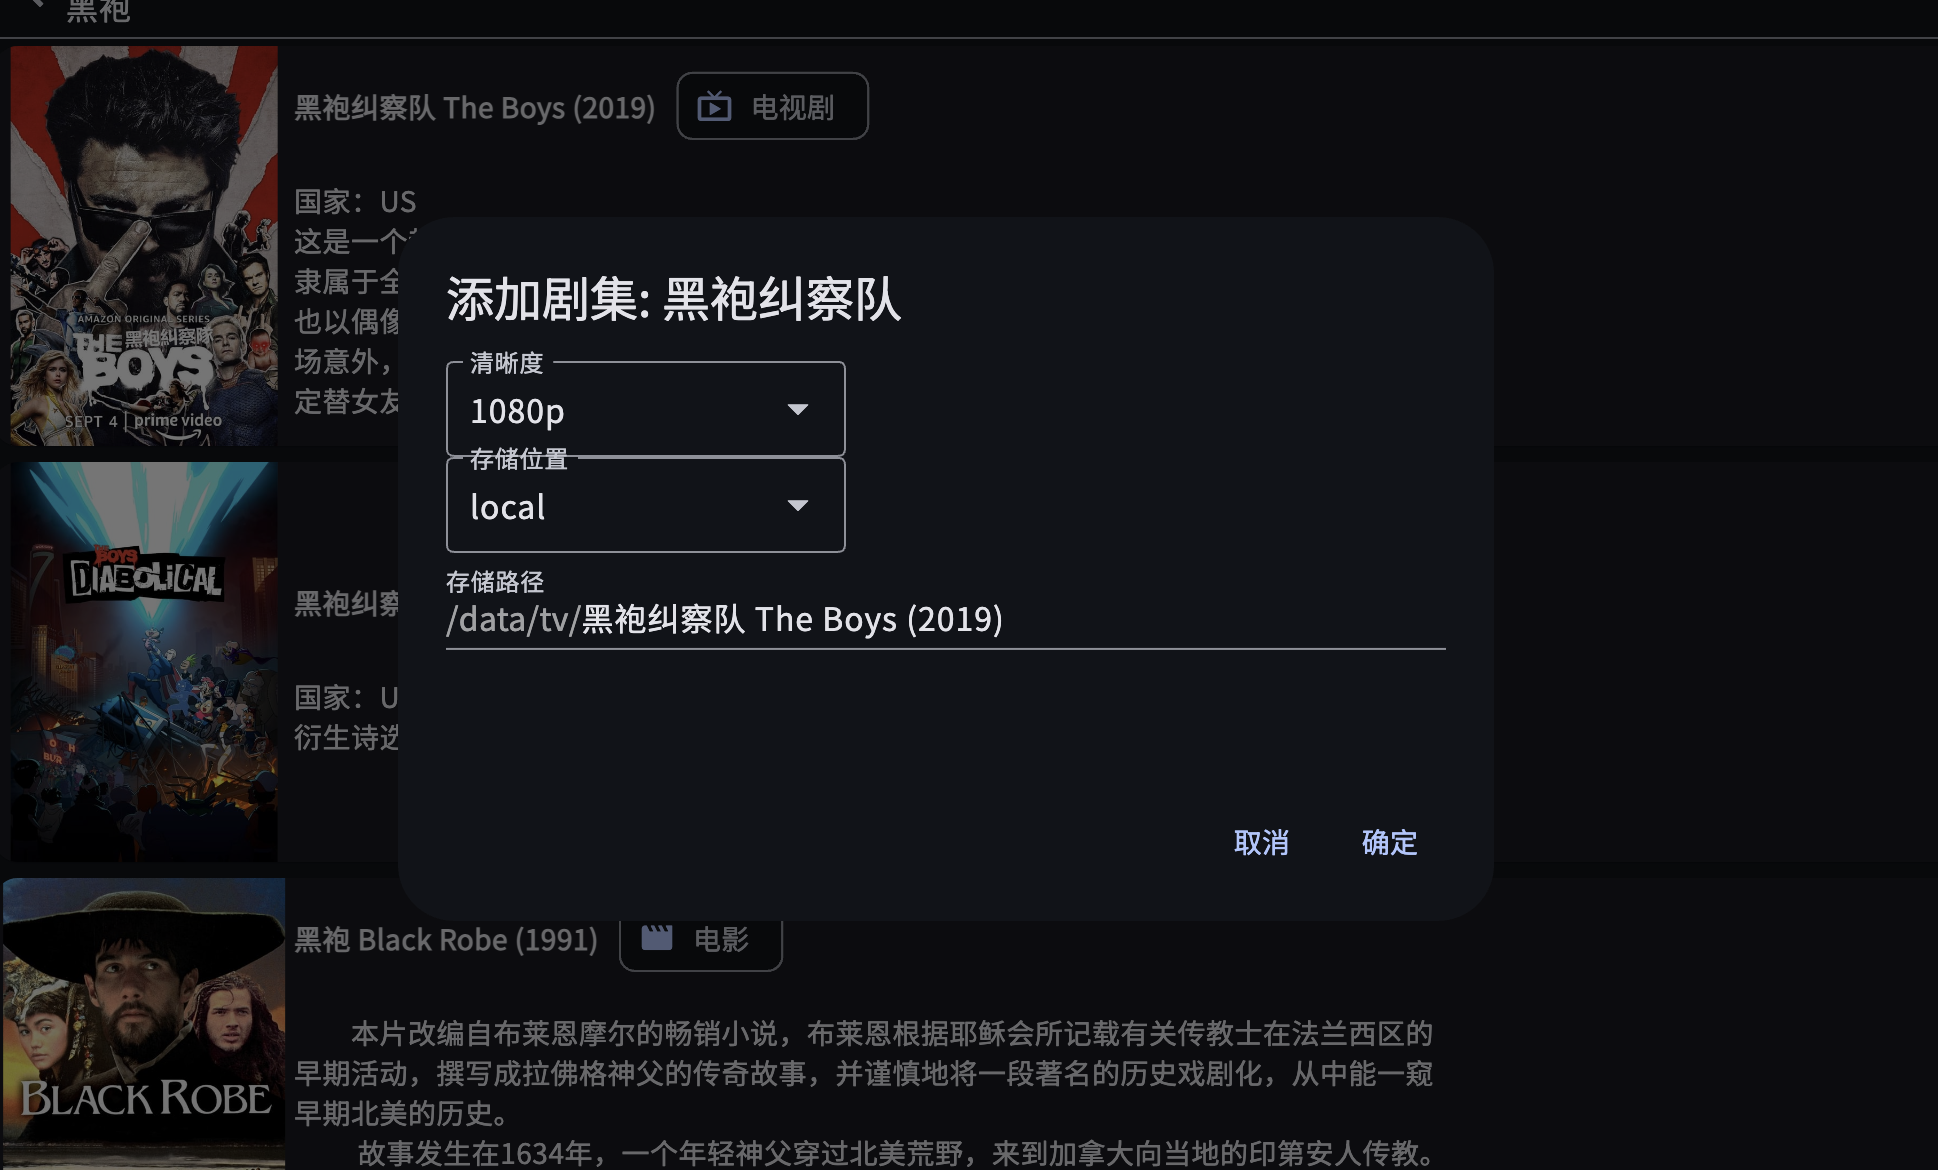 黑袍
黑袍纠察队 The Boys (2019)
电视剧
国家：US
这是一个
隶属于全
也以偶像
场意外，
定替女友
AMAZON ORIGINAL SERIES
THE 黑袍糾察隊
BOYS
SEPT 4 | prime video
添加剧集: 黑袍纠察队
清晰度
1080p
存储位置
local
存储路径
/data/tv/黑袍纠察队 The Boys (2019)
取消
确定
THE BOYS
DIABOLICAL
黑袍纠察
国家：U
衍生诗选
黑袍 Black Robe (1991)
电影
BLACK ROBE
本片改编自布莱恩摩尔的畅销小说，布莱恩根据耶稣会所记载有关传教士在法兰西区的
早期活动，撰写成拉佛格神父的传奇故事，并谨慎地将一段著名的历史戏剧化，从中能一窥
早期北美的历史。
故事发生在1634年，一个年轻神父穿过北美荒野，来到加拿大向当地的印第安人传教。